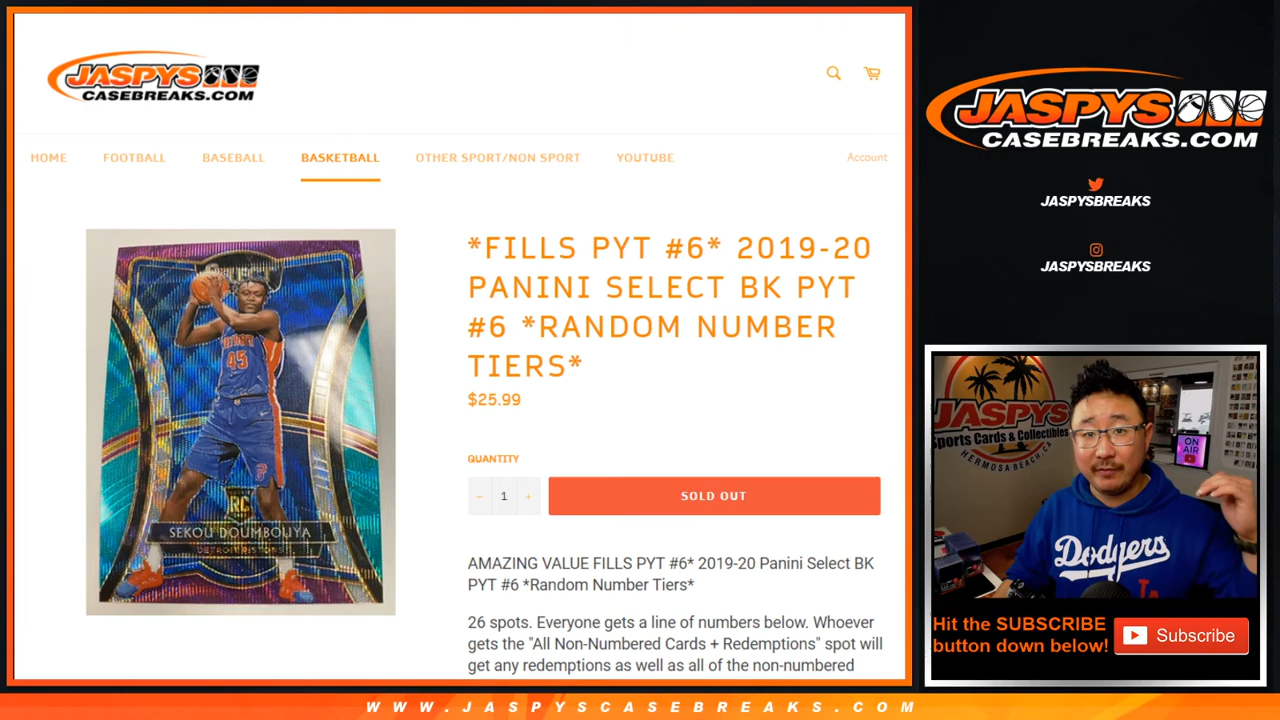 JASPYS
CASEBREAKS.COM
HOME FOOTBALL BASEBALL BASKETBALL OTHER SPORT/NON SPORT YOUTUBE Account
45
RC
SEKOU DOUMBOUYA
DETROIT PISTONS
*FILLS PYT #6* 2019-20
PANINI SELECT BK PYT
#6 *RANDOM NUMBER
TIERS*
$25.99
QUANTITY
− 1 +
SOLD OUT
AMAZING VALUE FILLS PYT #6* 2019-20 Panini Select BK
PYT #6 *Random Number Tiers*
26 spots. Everyone gets a line of numbers below. Whoever
gets the "All Non-Numbered Cards + Redemptions" spot will
get any redemptions as well as all of the non-numbered
JASPYS
CASEBREAKS.COM
JASPYSBREAKS
JASPYSBREAKS
JASPYS
Sports Cards & Collectibles
HERMOSA BEACH, CA
ON
AIR
Dodgers
Hit the SUBSCRIBE
button down below!
Subscribe
WWW.JASPYSCASEBREAKS.COM